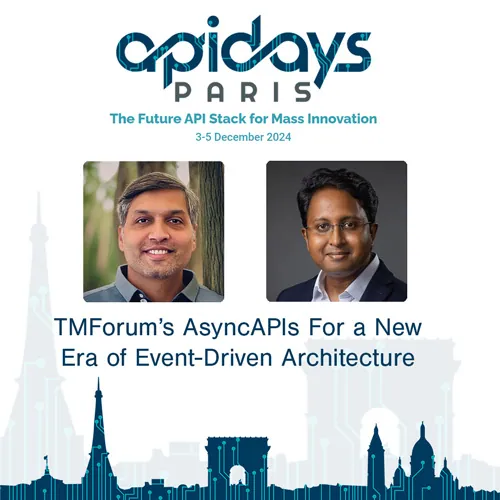 apidays
PARIS
The Future API Stack for Mass Innovation
3-5 December 2024
TMForum's AsyncAPIs For a New
Era of Event-Driven Architecture